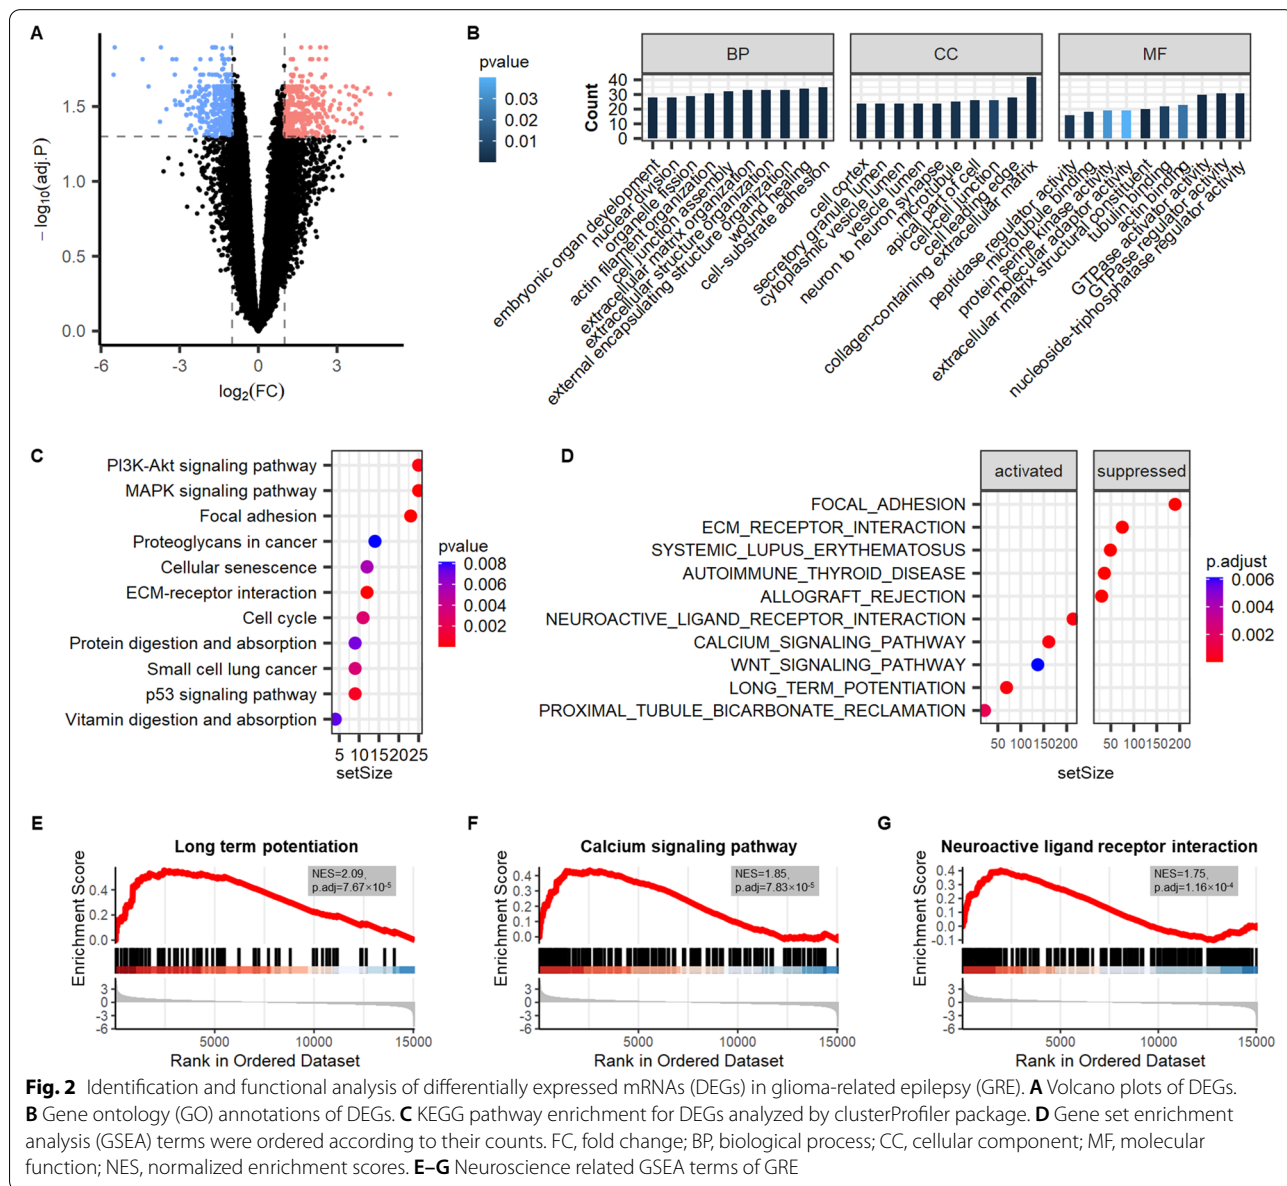 A
− log10(adj.P)
1.5
1.0
0.5
0.0
-6 -3 0 3
log2(FC)
B
pvalue
0.03
0.02
0.01
BP CC MF
Count
40
30
20
10
0
embryonic organ development
nuclear division
organelle fission
actin filament organization
cell junction assembly
extracellular matrix organization
extracellular structure organization
external encapsulating structure organization
wound healing
cell-substrate adhesion
cell cortex
secretory granule lumen
cytoplasmic vesicle lumen
vesicle lumen
neuron to neuron synapse
microtubule
apical part of cell
cell-cell junction
cell leading edge
collagen-containing extracellular matrix
peptidase regulator activity
microtubule binding
protein serine kinase activity
molecular adaptor activity
extracellular matrix structural constituent
tubulin binding
actin binding
GTPase activator activity
GTPase regulator activity
nucleoside-triphosphatase regulator activity
C
PI3K-Akt signaling pathway
MAPK signaling pathway
Focal adhesion
Proteoglycans in cancer
Cellular senescence
ECM-receptor interaction
Cell cycle
Protein digestion and absorption
Small cell lung cancer
p53 signaling pathway
Vitamin digestion and absorption
5 10 15 20 25
setSize
pvalue
0.008
0.006
0.004
0.002
D
activated suppressed
FOCAL_ADHESION
ECM_RECEPTOR_INTERACTION
SYSTEMIC_LUPUS_ERYTHEMATOSUS
AUTOIMMUNE_THYROID_DISEASE
ALLOGRAFT_REJECTION
NEUROACTIVE_LIGAND_RECEPTOR_INTERACTION
CALCIUM_SIGNALING_PATHWAY
WNT_SIGNALING_PATHWAY
LONG_TERM_POTENTIATION
PROXIMAL_TUBULE_BICARBONATE_RECLAMATION
50 100 150 200 50 100 150 200
setSize
p.adjust
0.006
0.004
0.002
E
Long term potentiation
Enrichment Score
0.4
0.2
0.0
NES=2.09,
p.adj=7.67×10-5
3
0
-3
-6
5000 10000 15000
Rank in Ordered Dataset
F
Calcium signaling pathway
Enrichment Score
0.4
0.3
0.2
0.1
0.0
NES=1.85,
p.adj=7.83×10-5
3
0
-3
-6
5000 10000 15000
Rank in Ordered Dataset
G
Neuroactive ligand receptor interaction
Enrichment Score
0.4
0.3
0.2
0.1
0.0
-0.1
NES=1.75,
p.adj=1.16×10-4
3
0
-3
-6
5000 10000 15000
Rank in Ordered Dataset
Fig. 2 Identification and functional analysis of differentially expressed mRNAs (DEGs) in glioma-related epilepsy (GRE). A Volcano plots of DEGs.
B Gene ontology (GO) annotations of DEGs. C KEGG pathway enrichment for DEGs analyzed by clusterProfiler package. D Gene set enrichment
analysis (GSEA) terms were ordered according to their counts. FC, fold change; BP, biological process; CC, cellular component; MF, molecular
function; NES, normalized enrichment scores. E–G Neuroscience related GSEA terms of GRE